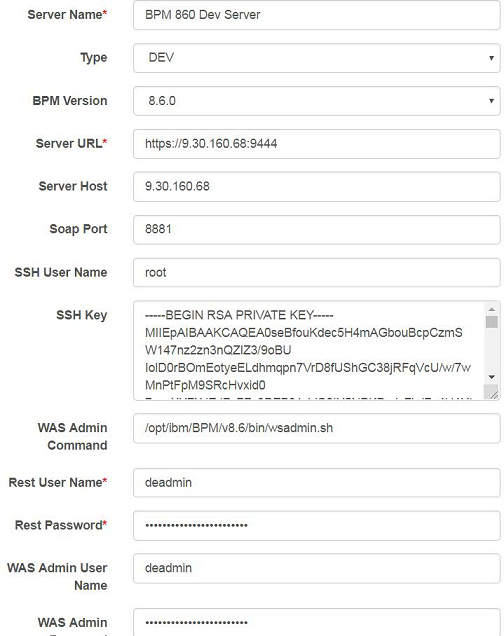 Server Name* BPM 860 Dev Server
Type DEV
BPM Version 8.6.0
Server URL* https://9.30.160.68:9444
Server Host 9.30.160.68
Soap Port 8881
SSH User Name root
SSH Key -----BEGIN RSA PRIVATE KEY-----
MIIEpAIBAAKCAQEA0seBfouKdec5H4mAGbouBcpCzmS
W147nz2zn3nQZIZ3/9oBU
IolD0rBOmEotyeELdhmqpn7VrD8fUShGC38jRFqVcU/w/7w
MnPtFpM9SRcHvxid0
WAS Admin Command /opt/ibm/BPM/v8.6/bin/wsadmin.sh
Rest User Name* deadmin
Rest Password* ••••••••••••••••••••••••
WAS Admin User Name deadmin
WAS Admin ••••••••••••••••••••••••